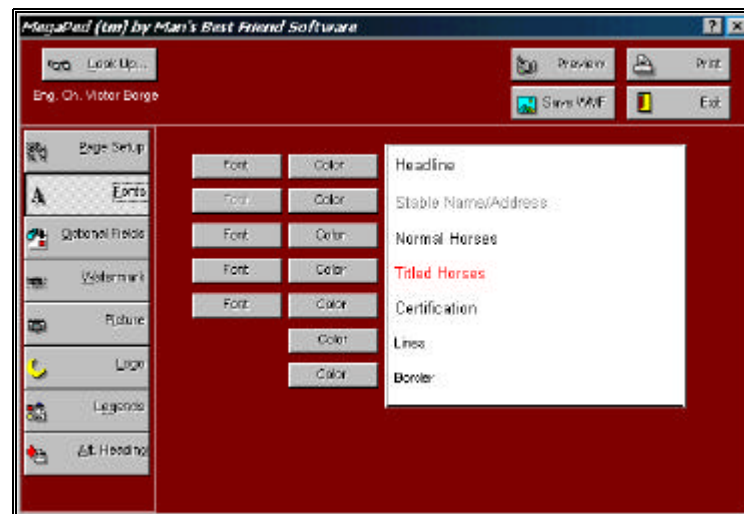 MegaPed (tm) by Man's Best Friend Software
Look Up...
Preview
Print
Eng. Ch. Victor Borge
Save WMF
Exit
Page Setup
Fonts
Optional Fields
Watermark
Picture
Logo
Legends
Alt. Heading
Font Color Headline
Font Color Stable Name/Address
Font Color Normal Horses
Font Color Titled Horses
Font Color Certification
Color Lines
Color Border